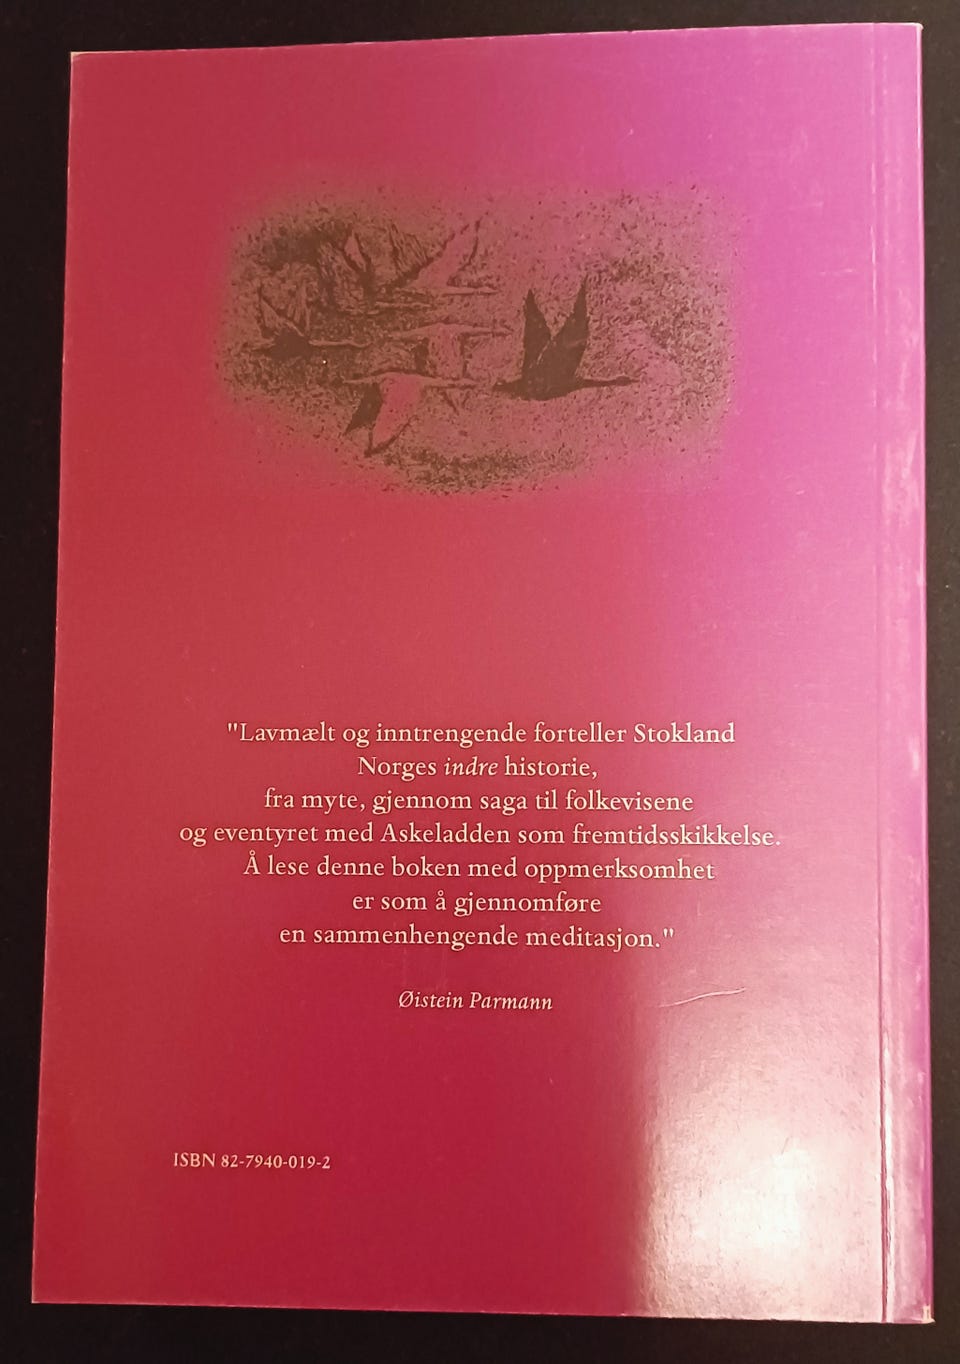 "Lavmælt og inntrengende forteller Stokland
Norges indre historie,
fra myte, gjennom saga til folkevisene
og eventyret med Askeladden som fremtidsskikkelse.
Å lese denne boken med oppmerksomhet
er som å gjennomføre
en sammenhengende meditasjon."
Øistein Parmann
ISBN 82-7940-019-2